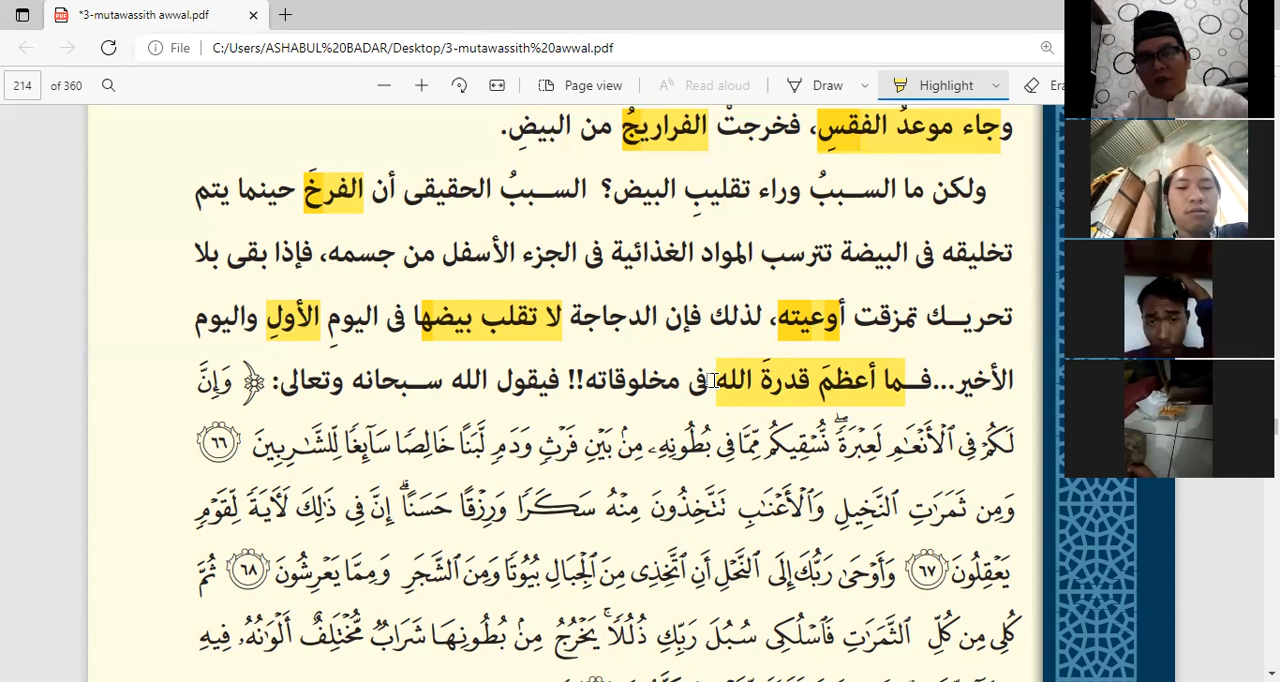 *3-mutawassith awwal.pdf
File C:/Users/ASHABUL%20BADAR/Desktop/3-mutawassith%20awwal.pdf
214 of 360 Page view Read aloud Draw Highlight Era
وجاء موعدُ الفقسِ، فخرجتْ الفراريجُ من البيضِ.
ولكن ما السببُ وراء تقليبِ البيض؟ السببُ الحقيقى أن الفرخَ حينما يتم
تخليقه فى البيضة تترسب المواد الغذائية فى الجزء الأسفل من جسمه، فإذا بقى بلا
تحريك تمزقت أوعيته، لذلك فإن الدجاجة لا تقلب بيضها فى اليومِ الأولِ واليوم
الأخير...فما أعظمَ قدرةَ الله فى مخلوقاته!! فيقول الله سبحانه وتعالى: ﴿ وَإِنَّ
لَكُمْ فِى ٱلْأَنْعَٰمِ لَعِبْرَةً ۖ نُّسْقِيكُم مِّمَّا فِى بُطُونِهِۦ مِنۢ بَيْنِ فَرْثٍ وَدَمٍ لَّبَنًا خَالِصًا سَآئِغًا لِّلشَّٰرِبِينَ ٦٦
وَمِن ثَمَرَٰتِ ٱلنَّخِيلِ وَٱلْأَعْنَٰبِ تَتَّخِذُونَ مِنْهُ سَكَرًا وَرِزْقًا حَسَنًا ۗ إِنَّ فِى ذَٰلِكَ لَءَايَةً لِّقَوْمٍ
يَعْقِلُونَ ٦٧ وَأَوْحَىٰ رَبُّكَ إِلَى ٱلنَّحْلِ أَنِ ٱتَّخِذِى مِنَ ٱلْجِبَالِ بُيُوتًا وَمِنَ ٱلشَّجَرِ وَمِمَّا يَعْرِشُونَ ٦٨ ثُمَّ
كُلِى مِن كُلِّ ٱلثَّمَرَٰتِ فَٱسْلُكِى سُبُلَ رَبِّكِ ذُلُلًا ۚ يَخْرُجُ مِنۢ بُطُونِهَا شَرَابٌ مُّخْتَلِفٌ أَلْوَٰنُهُۥ فِيهِ